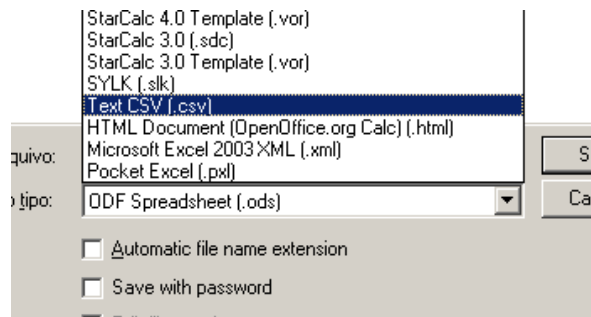 StarCalc 4.0 Template (.vor)
StarCalc 3.0 (.sdc)
StarCalc 3.0 Template (.vor)
SYLK (.slk)
Text CSV (.csv)
HTML Document (OpenOffice.org Calc) (.html)
Microsoft Excel 2003 XML (.xml)
quivo: Pocket Excel (.pxl) S
o tipo: ODF Spreadsheet (.ods) Ca
Automatic file name extension
Save with password